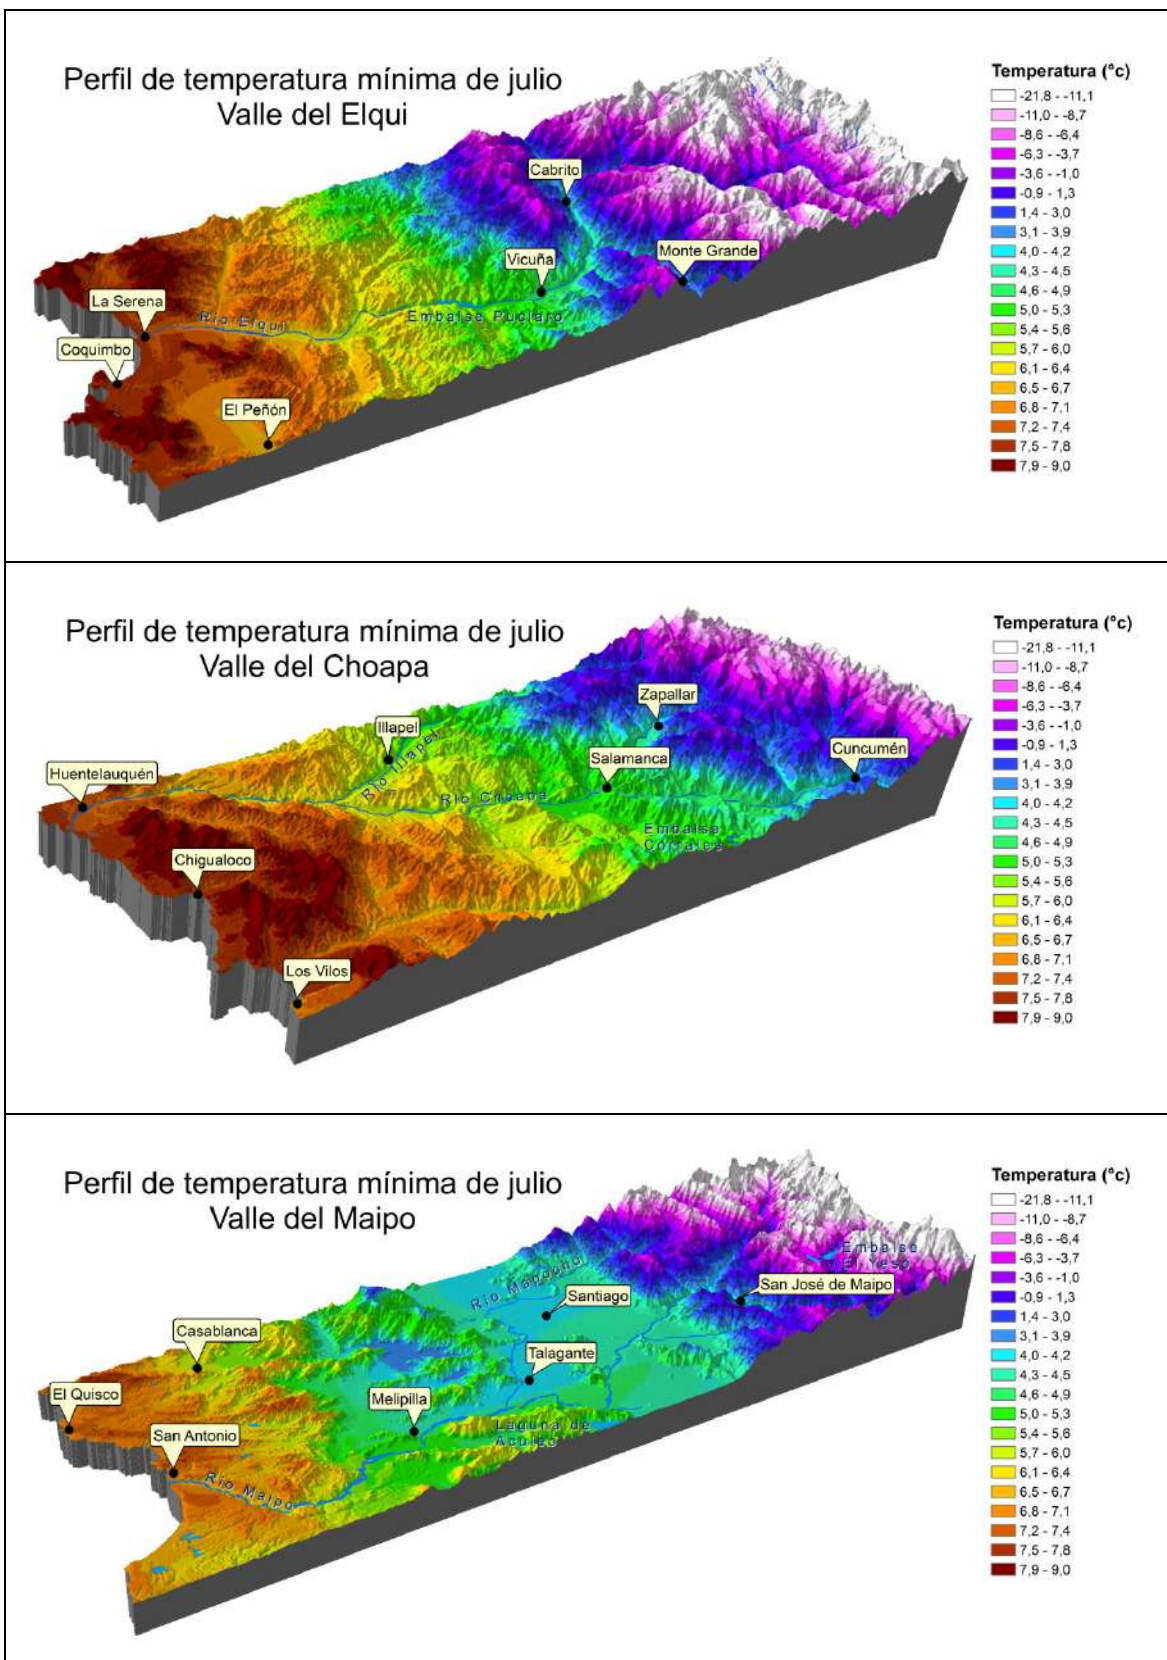 Perfil de temperatura mínima de julio
Valle del Elqui
Cabrito
Vicuña
Monte Grande
La Serena
Río Elqui
Embalse Puclaro
Coquimbo
El Peñón
Temperatura (°c)
-21,8 - -11,1
-11,0 - -8,7
-8,6 - -6,4
-6,3 - -3,7
-3,6 - -1,0
-0,9 - 1,3
1,4 - 3,0
3,1 - 3,9
4,0 - 4,2
4,3 - 4,5
4,6 - 4,9
5,0 - 5,3
5,4 - 5,6
5,7 - 6,0
6,1 - 6,4
6,5 - 6,7
6,8 - 7,1
7,2 - 7,4
7,5 - 7,8
7,9 - 9,0
Perfil de temperatura mínima de julio
Valle del Choapa
Zapallar
Illapel
Río Illapel
Salamanca
Cuncumén
Huentelauquén
Río Choapa
Embalse
Corrales
Chigualoco
Los Vilos
Temperatura (°c)
-21,8 - -11,1
-11,0 - -8,7
-8,6 - -6,4
-6,3 - -3,7
-3,6 - -1,0
-0,9 - 1,3
1,4 - 3,0
3,1 - 3,9
4,0 - 4,2
4,3 - 4,5
4,6 - 4,9
5,0 - 5,3
5,4 - 5,6
5,7 - 6,0
6,1 - 6,4
6,5 - 6,7
6,8 - 7,1
7,2 - 7,4
7,5 - 7,8
7,9 - 9,0
Perfil de temperatura mínima de julio
Valle del Maipo
Embalse
El Yeso
San José de Maipo
Río Mapocho
Santiago
Casablanca
Talagante
El Quisco
Melipilla
San Antonio
Laguna de
Aculeo
Río Maipo
Temperatura (°c)
-21,8 - -11,1
-11,0 - -8,7
-8,6 - -6,4
-6,3 - -3,7
-3,6 - -1,0
-0,9 - 1,3
1,4 - 3,0
3,1 - 3,9
4,0 - 4,2
4,3 - 4,5
4,6 - 4,9
5,0 - 5,3
5,4 - 5,6
5,7 - 6,0
6,1 - 6,4
6,5 - 6,7
6,8 - 7,1
7,2 - 7,4
7,5 - 7,8
7,9 - 9,0